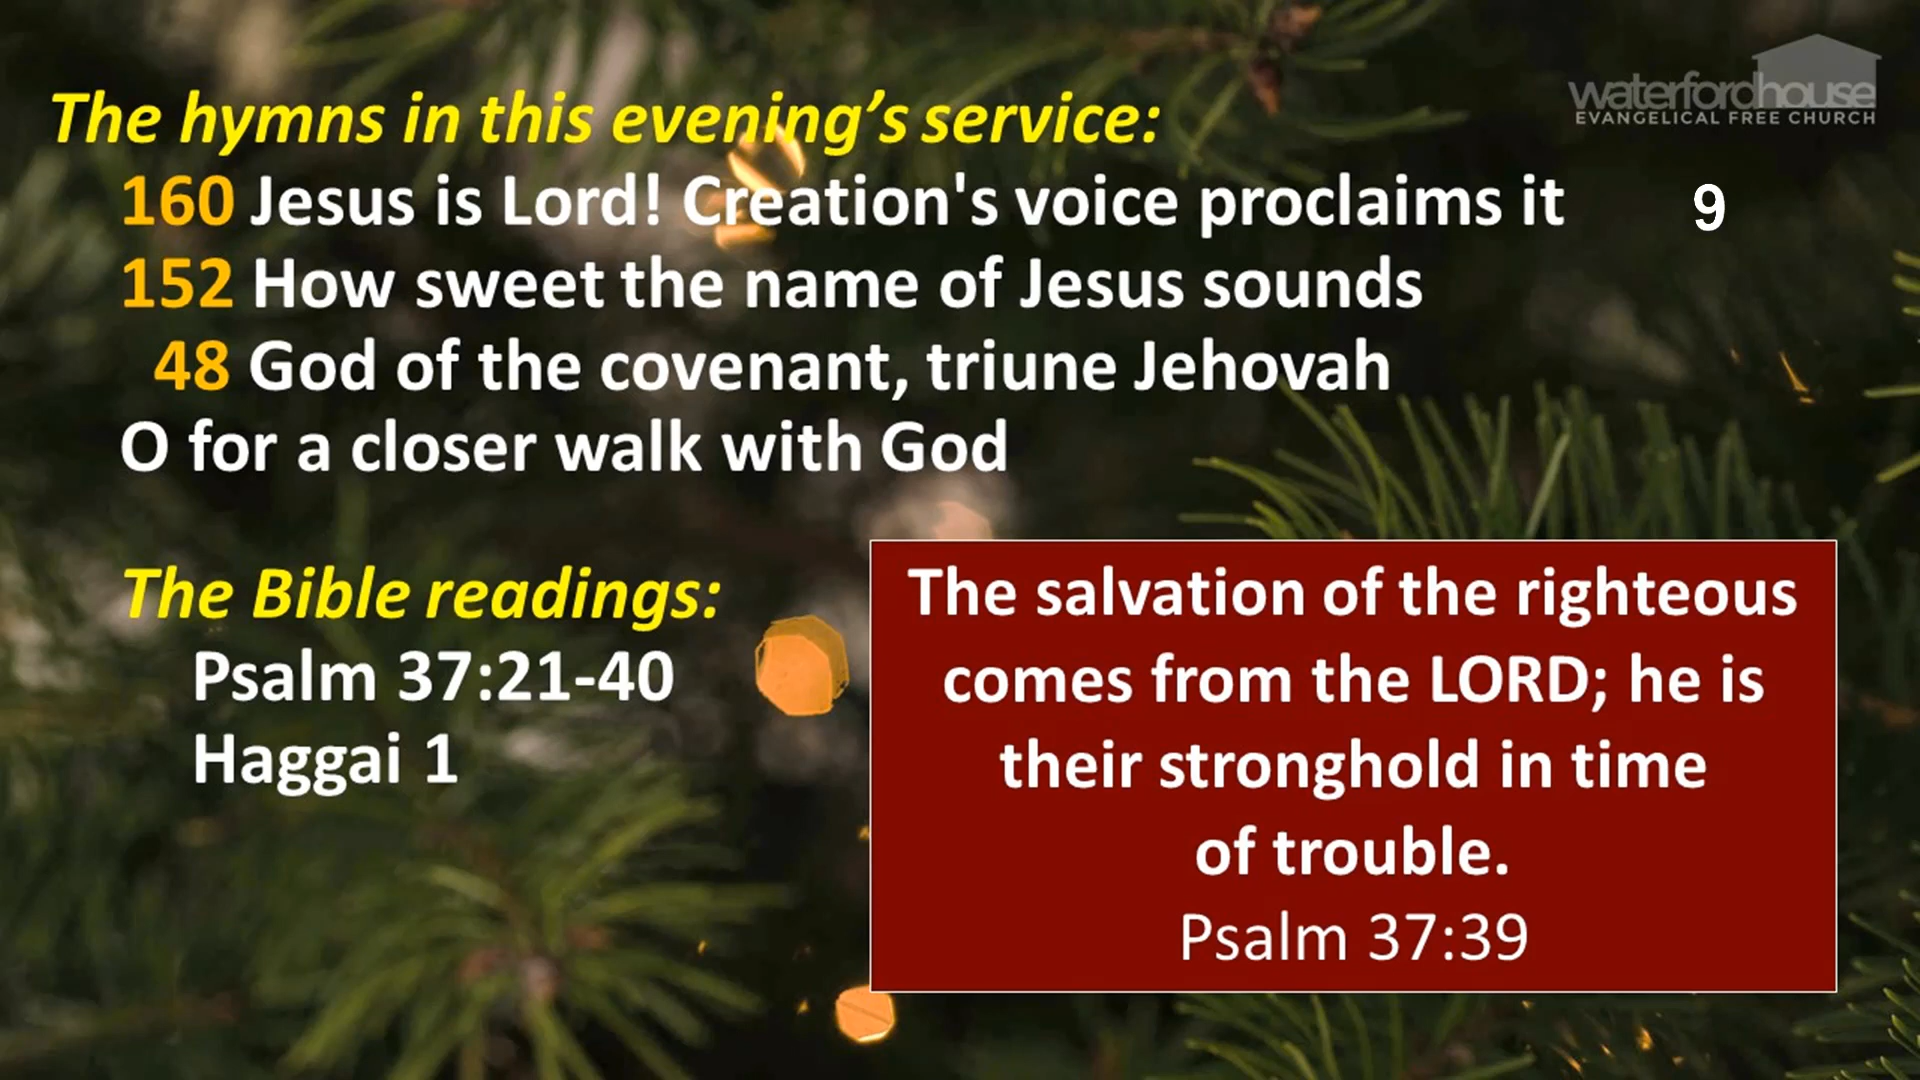 waterfordhouse
EVANGELICAL FREE CHURCH
The hymns in this evening’s service:
160 Jesus is Lord! Creation's voice proclaims it
9
152 How sweet the name of Jesus sounds
48 God of the covenant, triune Jehovah
O for a closer walk with God
The Bible readings:
Psalm 37:21-40
Haggai 1
The salvation of the righteous
comes from the LORD; he is
their stronghold in time
of trouble.
Psalm 37:39